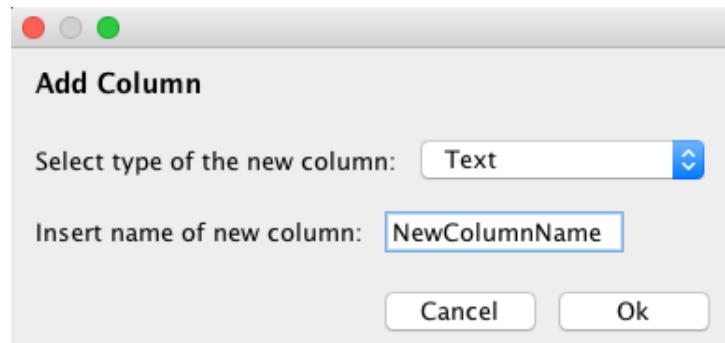 Add Column
Select type of the new column: Text
Insert name of new column: NewColumnName
Cancel Ok